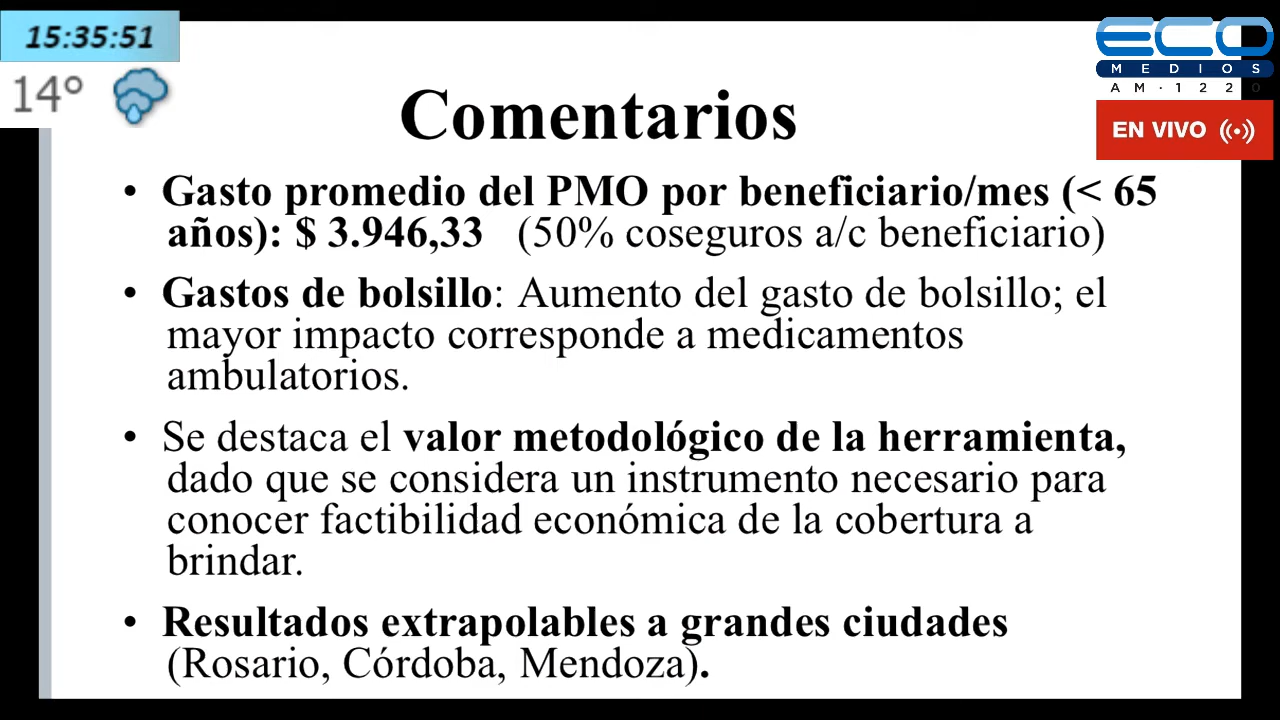 15:35:51
14°
ECO
MEDIOS
AM·1220
EN VIVO
Comentarios
• Gasto promedio del PMO por beneficiario/mes (< 65
años): $ 3.946,33 (50% coseguros a/c beneficiario)
• Gastos de bolsillo: Aumento del gasto de bolsillo; el
mayor impacto corresponde a medicamentos
ambulatorios.
• Se destaca el valor metodológico de la herramienta,
dado que se considera un instrumento necesario para
conocer factibilidad económica de la cobertura a
brindar.
• Resultados extrapolables a grandes ciudades
(Rosario, Córdoba, Mendoza).